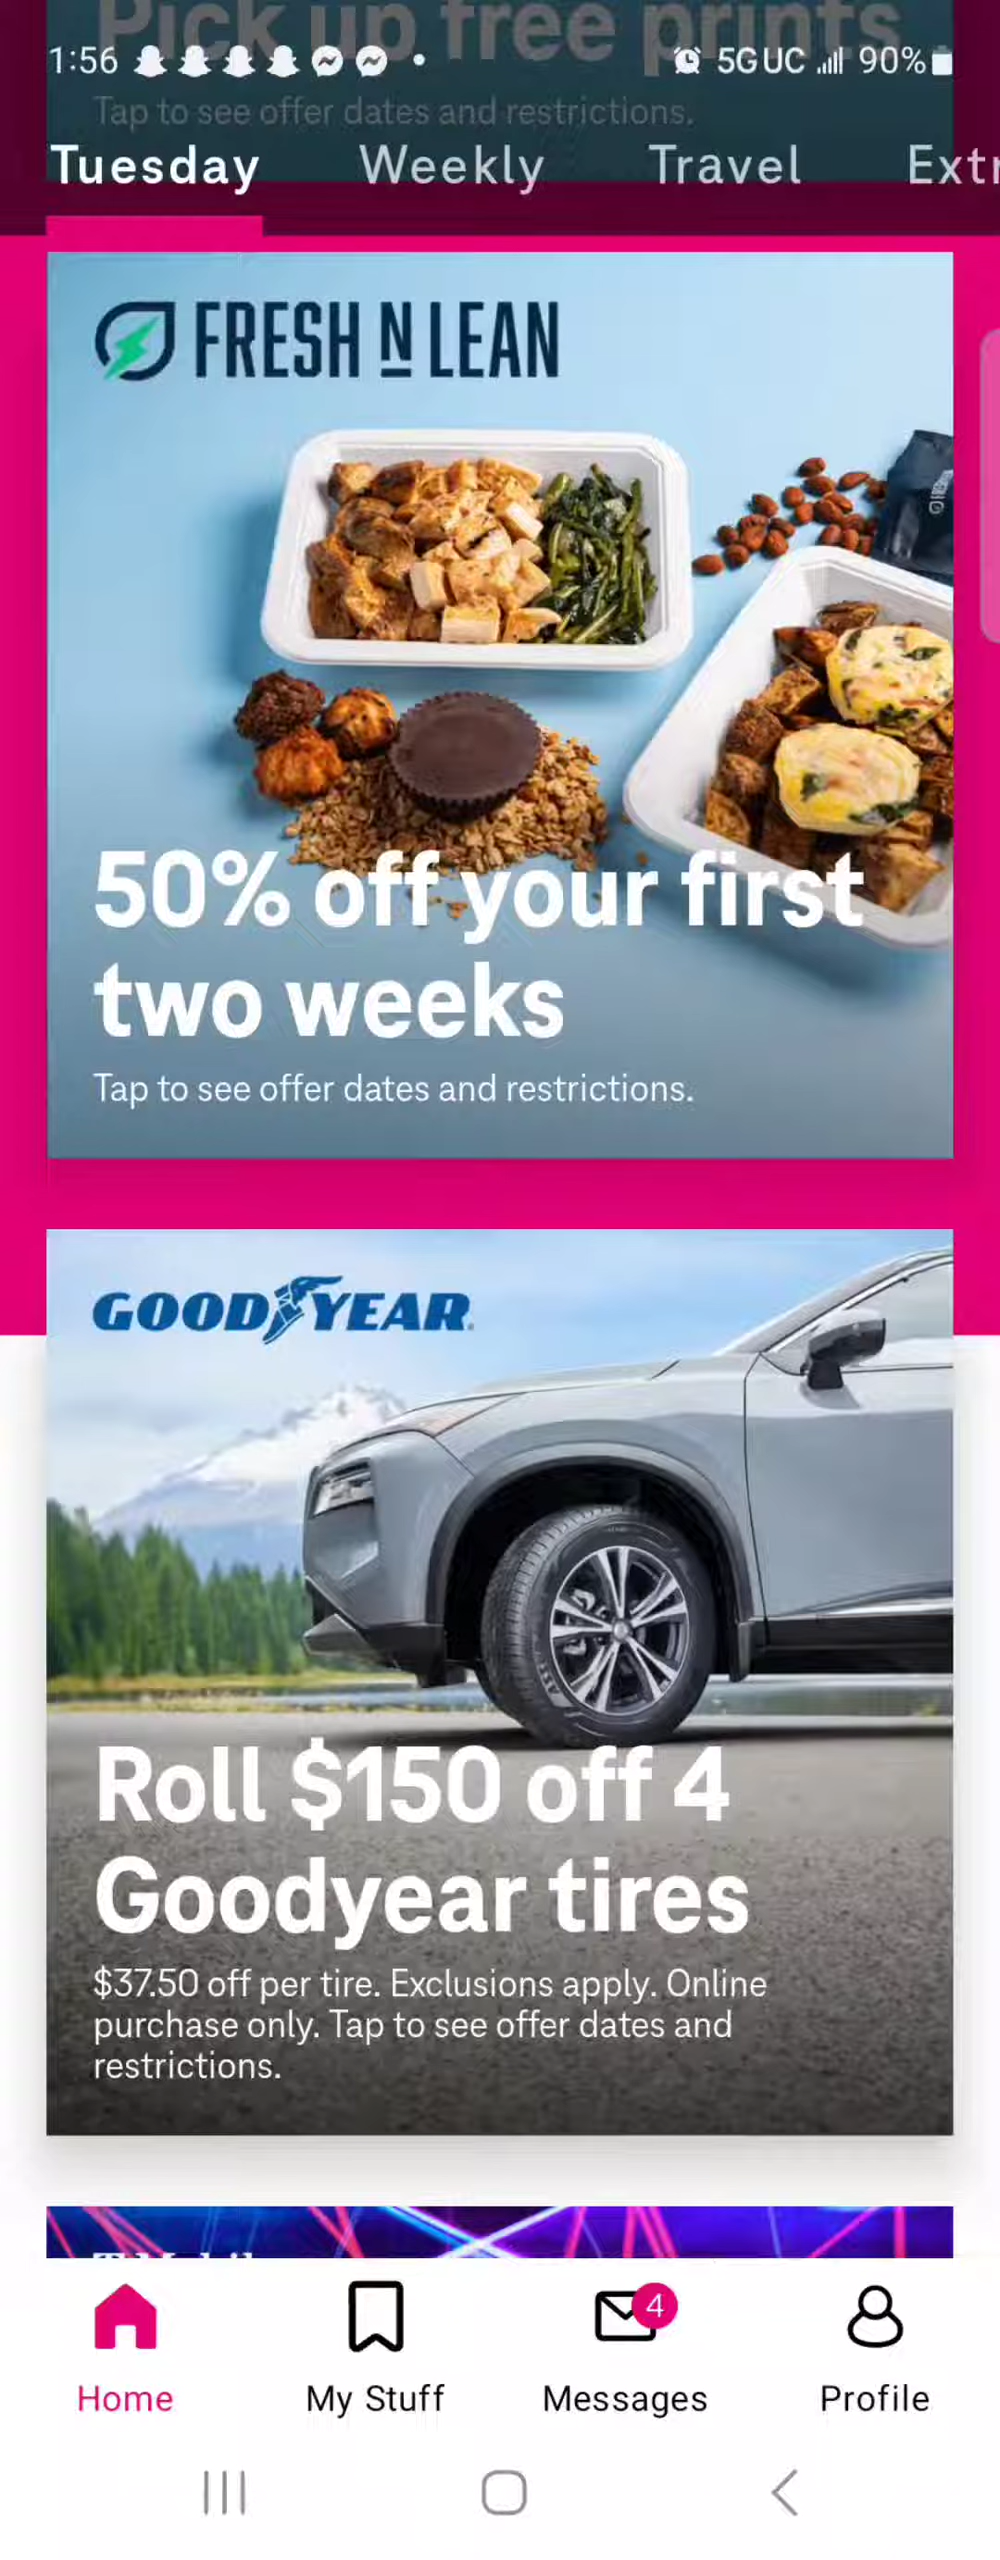 Pick up free prints
1:56 5G UC 90%
Tap to see offer dates and restrictions.
Tuesday Weekly Travel Extr
FRESH N LEAN
50% off your first
two weeks
Tap to see offer dates and restrictions.
GOODYEAR
Roll $150 off 4
Goodyear tires
$37.50 off per tire. Exclusions apply. Online
purchase only. Tap to see offer dates and
restrictions.
4
Home My Stuff Messages Profile